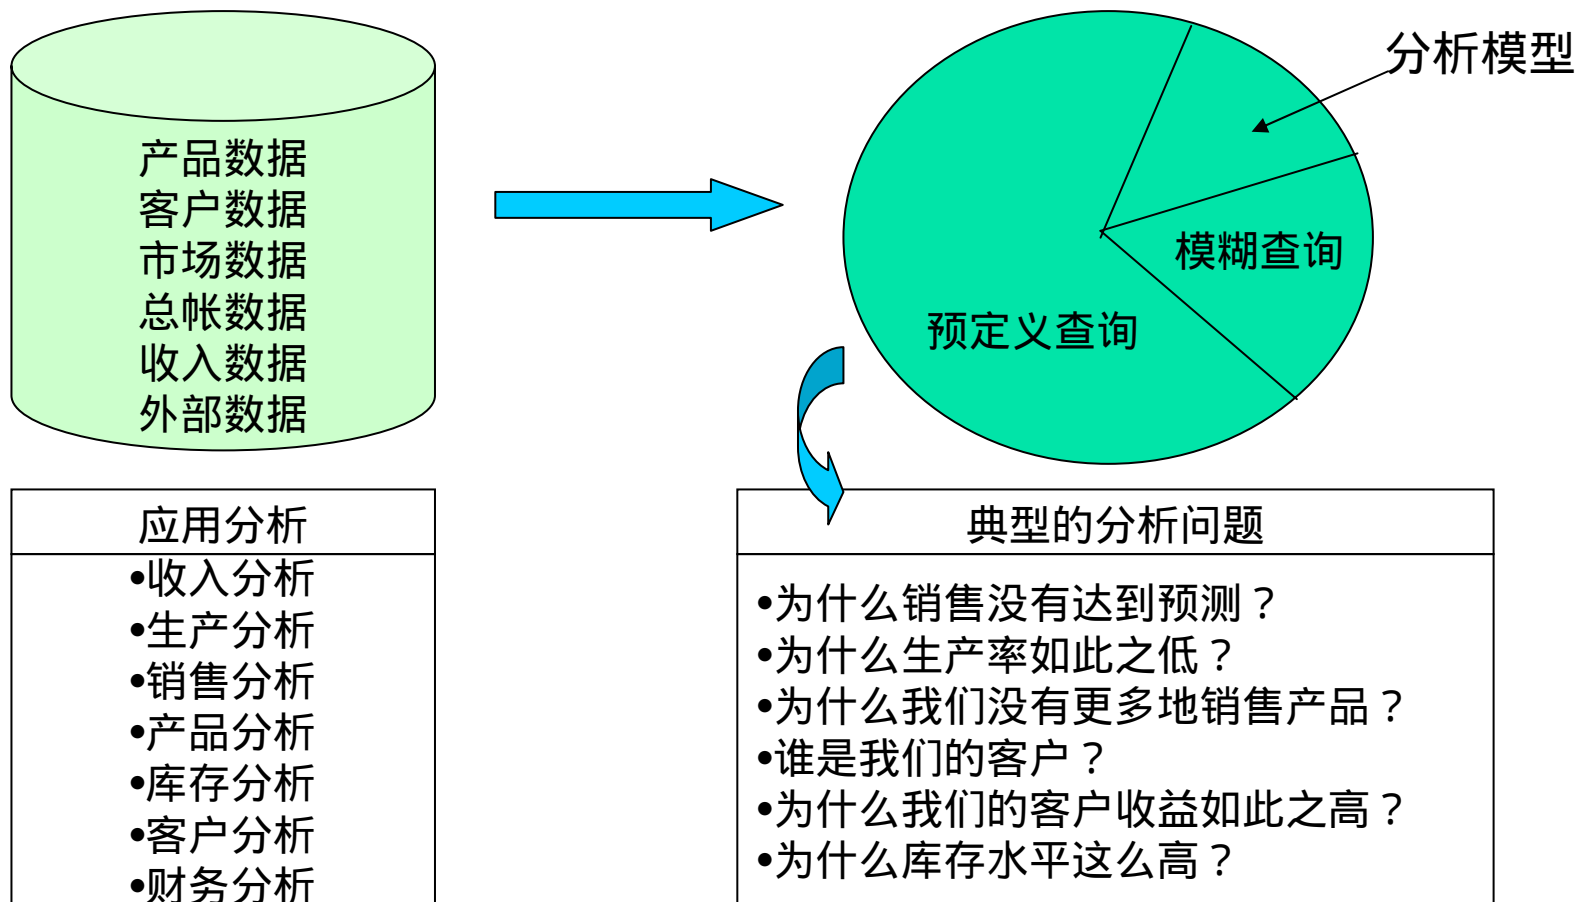 产品数据
客户数据
市场数据
总帐数据
收入数据
外部数据
分析模型
模糊查询
预定义查询
应用分析
•收入分析
•生产分析
•销售分析
•产品分析
•库存分析
•客户分析
•财务分析
典型的分析问题
•为什么销售没有达到预测？
•为什么生产率如此之低？
•为什么我们没有更多地销售产品？
•谁是我们的客户？
•为什么我们的客户收益如此之高？
•为什么库存水平这么高？